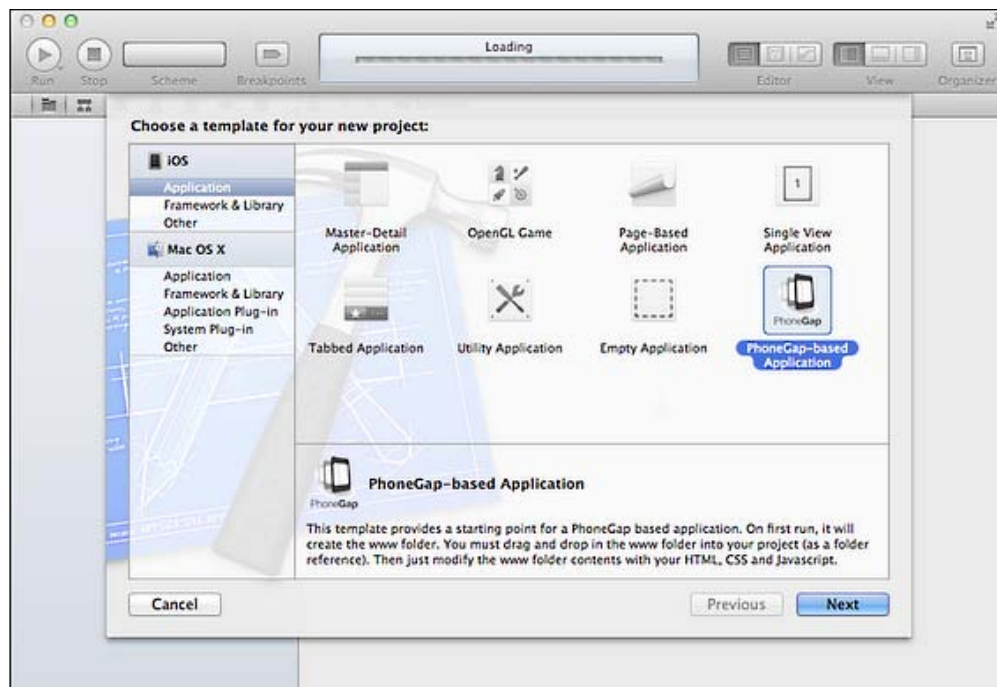 Loading
Run
Stop
Scheme
Breakpoints
Editor
View
Organizer
Choose a template for your new project:
iOS
Application
Framework & Library
Other
Mac OS X
Application
Framework & Library
Application Plug-in
System Plug-in
Other
Master-Detail
Application
OpenGL Game
Page-Based
Application
1
Single View
Application
Tabbed Application
Utility Application
Empty Application
PhoneGap
PhoneGap-based
Application
PhoneGap
PhoneGap-based Application
This template provides a starting point for a PhoneGap based application. On first run, it will
create the www folder. You must drag and drop in the www folder into your project (as a folder
reference). Then just modify the www folder contents with your HTML, CSS and Javascript.
Cancel
Previous
Next